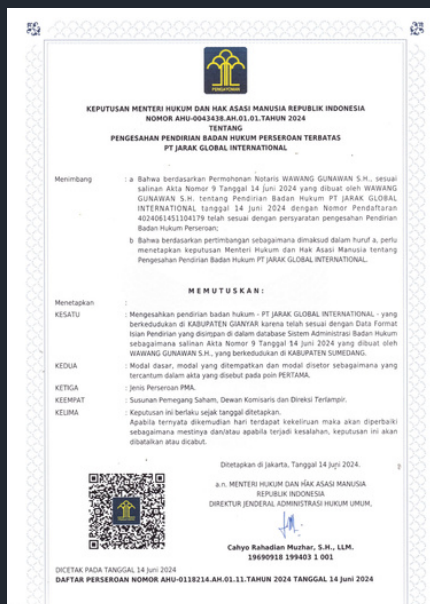 PENGAYOMAN
KEPUTUSAN MENTERI HUKUM DAN HAK ASASI MANUSIA REPUBLIK INDONESIA
NOMOR AHU-0043438.AH.01.01.TAHUN 2024
TENTANG
PENGESAHAN PENDIRIAN BADAN HUKUM PERSEROAN TERBATAS
PT JARAK GLOBAL INTERNATIONAL
Menimbang : a Bahwa berdasarkan Permohonan Notaris WAWANG GUNAWAN S.H., sesuai
salinan Akta Nomor 9 Tanggal 14 Juni 2024 yang dibuat oleh WAWANG
GUNAWAN S.H. tentang Pendirian Badan Hukum PT JARAK GLOBAL
INTERNATIONAL tanggal 14 Juni 2024 dengan Nomor Pendaftaran
4024061451104179 telah sesuai dengan persyaratan pengesahan Pendirian
Badan Hukum Perseroan;
b Bahwa berdasarkan pertimbangan sebagaimana dimaksud dalam huruf a, perlu
menetapkan keputusan Menteri Hukum dan Hak Asasi Manusia tentang
Pengesahan Pendirian Badan Hukum PT JARAK GLOBAL INTERNATIONAL.
M E M U T U S K A N :
Menetapkan :
KESATU : Mengesahkan pendirian badan hukum - PT JARAK GLOBAL INTERNATIONAL - yang
berkedudukan di KABUPATEN GIANYAR karena telah sesuai dengan Data Format
Isian Pendirian yang disimpan di dalam database Sistem Administrasi Badan Hukum
sebagaimana salinan Akta Nomor 9 Tanggal 14 Juni 2024 yang dibuat oleh
WAWANG GUNAWAN S.H., yang berkedudukan di KABUPATEN SUMEDANG.
KEDUA : Modal dasar, modal yang ditempatkan dan modal disetor sebagaimana yang
tercantum dalam akta yang disebut pada poin PERTAMA.
KETIGA : Jenis Perseroan PMA.
KEEMPAT : Susunan Pemegang Saham, Dewan Komisaris dan Direksi Terlampir.
KELIMA : Keputusan ini berlaku sejak tanggal ditetapkan.
Apabila ternyata dikemudian hari terdapat kekeliruan maka akan diperbaiki
sebagaimana mestinya dan/atau apabila terjadi kesalahan, keputusan ini akan
dibatalkan atau dicabut.
Ditetapkan di Jakarta, Tanggal 14 Juni 2024.
a.n. MENTERI HUKUM DAN HAK ASASI MANUSIA
REPUBLIK INDONESIA
DIREKTUR JENDERAL ADMINISTRASI HUKUM UMUM,
Cahyo Rahadian Muzhar, S.H., LLM.
19690918 199403 1 001
DICETAK PADA TANGGAL 14 Juni 2024
DAFTAR PERSEROAN NOMOR AHU-0118214.AH.01.11.TAHUN 2024 TANGGAL 14 Juni 2024